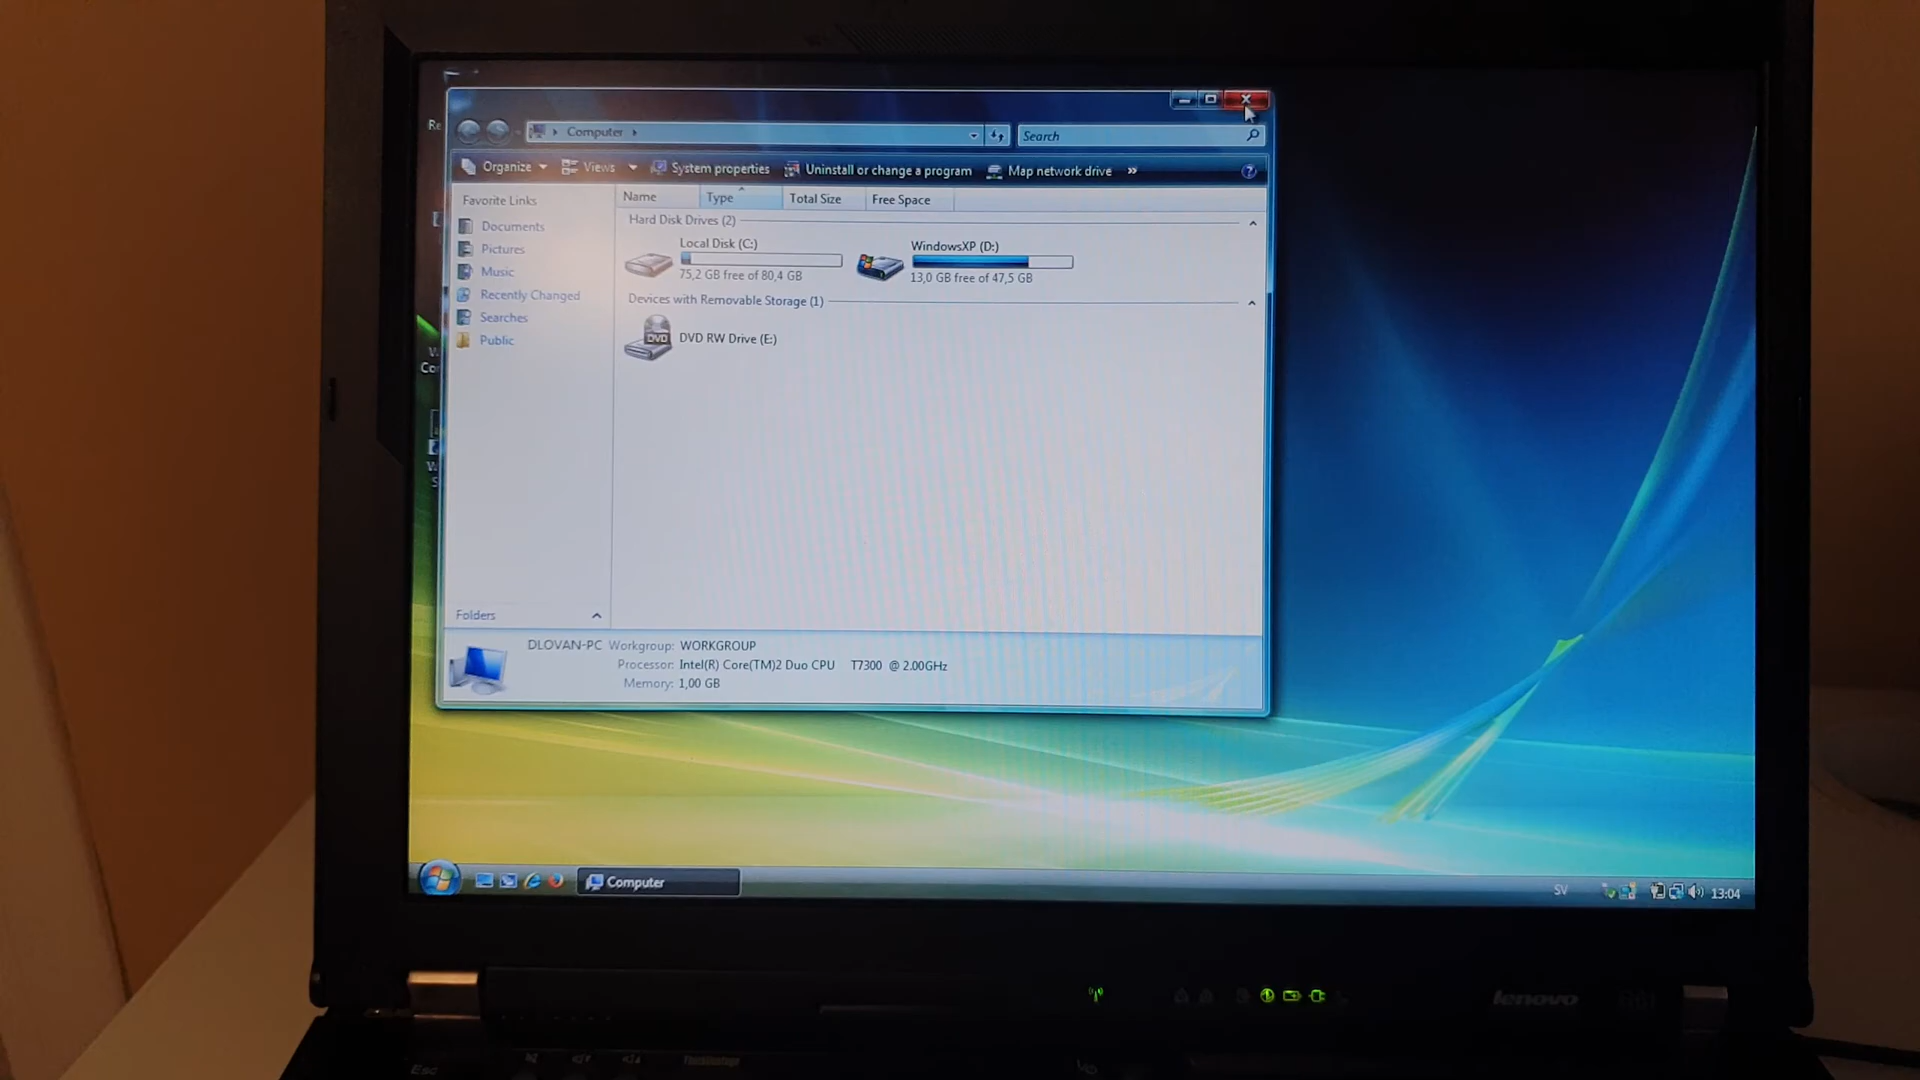 Re
Computer
Search
Organize
Views
System properties
Uninstall or change a program
Map network drive
»
Favorite Links
Name
Type
Total Size
Free Space
Documents
Pictures
Music
Recently Changed
Searches
Public
Hard Disk Drives (2)
Local Disk (C:)
75,2 GB free of 80,4 GB
WindowsXP (D:)
13,0 GB free of 47,5 GB
Devices with Removable Storage (1)
DVD
DVD RW Drive (E:)
Folders
DLOVAN-PC Workgroup: WORKGROUP
Processor: Intel(R) Core(TM)2 Duo CPU T7300 @ 2.00GHz
Memory: 1,00 GB
Computer
SV
13:04
lenovo
Esc
ThinkVantage